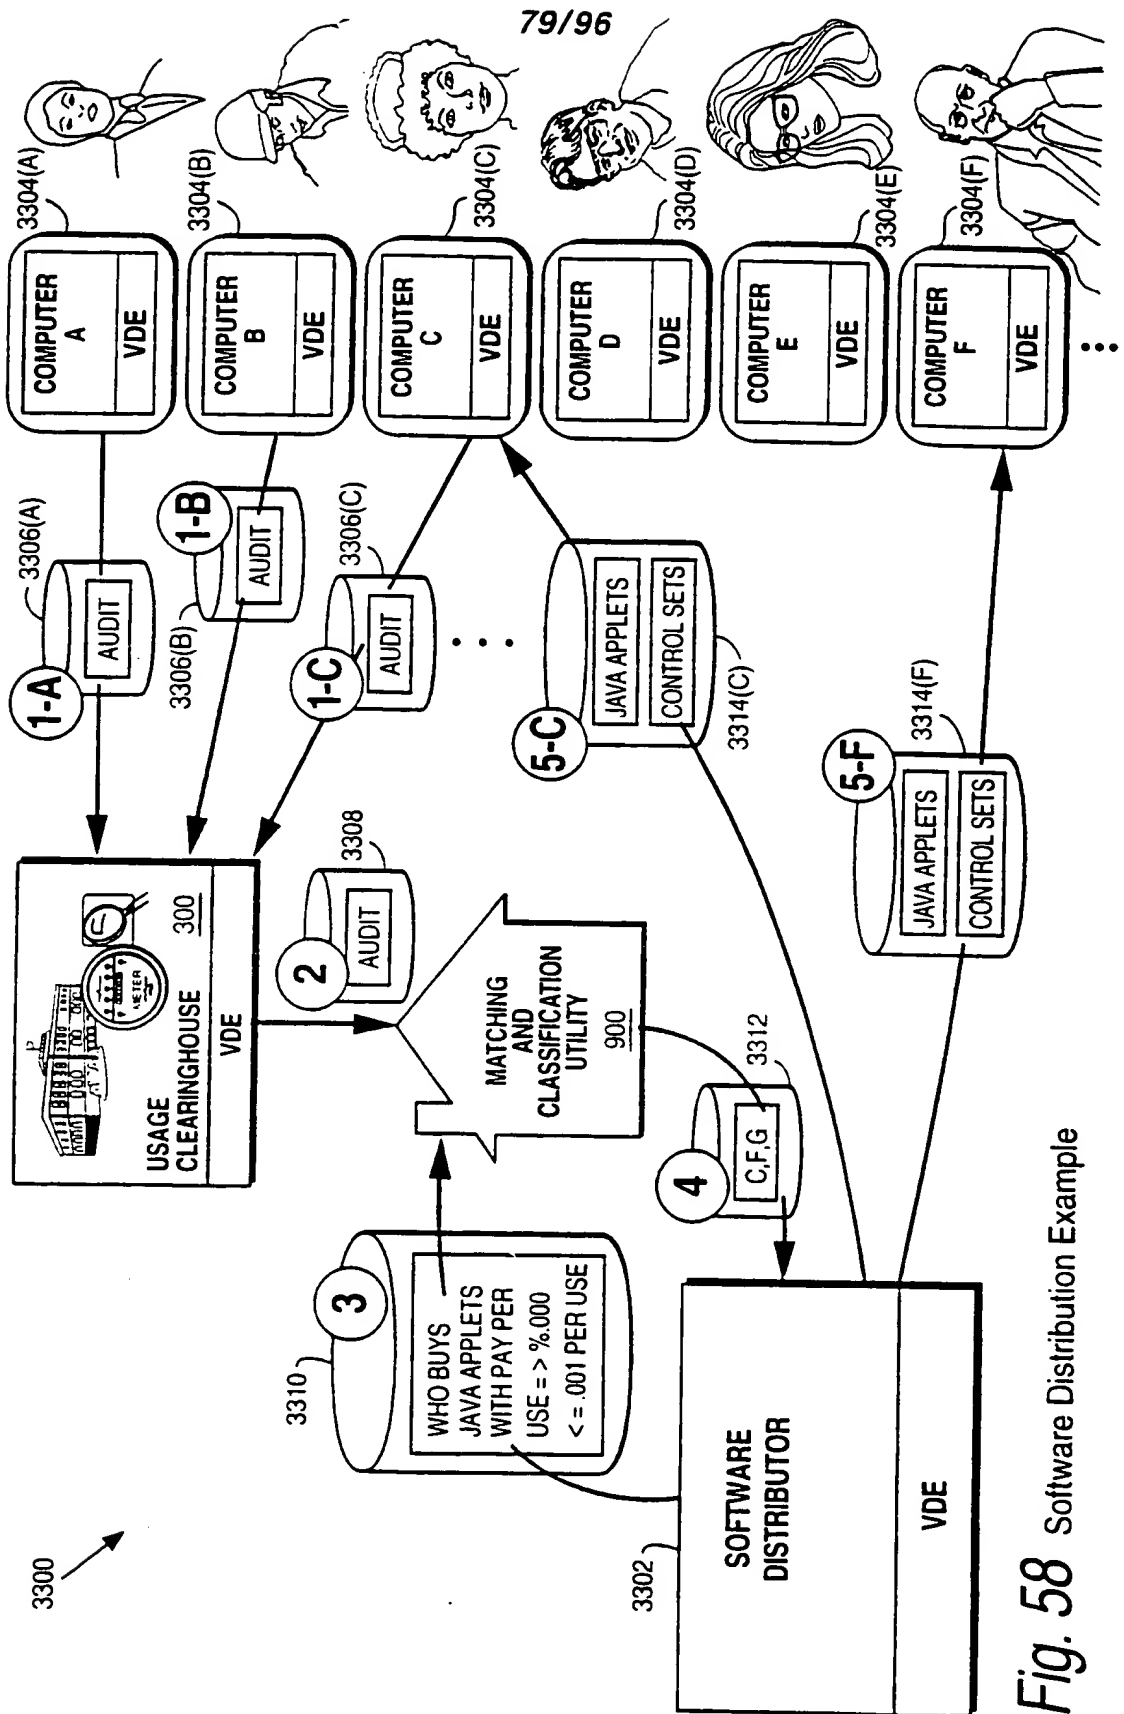 79/96
3300
COMPUTER
A
VDE
3304(A)
COMPUTER
B
VDE
3304(B)
COMPUTER
C
VDE
3304(C)
COMPUTER
D
VDE
3304(D)
COMPUTER
E
VDE
3304(E)
COMPUTER
F
VDE
3304(F)
1-A
AUDIT
3306(A)
1-B
AUDIT
3306(B)
1-C
AUDIT
3306(C)
METER
USAGE
CLEARINGHOUSE
300
VDE
2
AUDIT
3308
MATCHING
AND
CLASSIFICATION
UTILITY
900
3310
3
WHO BUYS
JAVA APPLETS
WITH PAY PER
USE = > %.000
< = .001 PER USE
4
C,F,G
3312
5-C
JAVA APPLETS
CONTROL SETS
3314(C)
5-F
JAVA APPLETS
CONTROL SETS
3314(F)
3302
SOFTWARE
DISTRIBUTOR
VDE
Fig. 58 Software Distribution Example